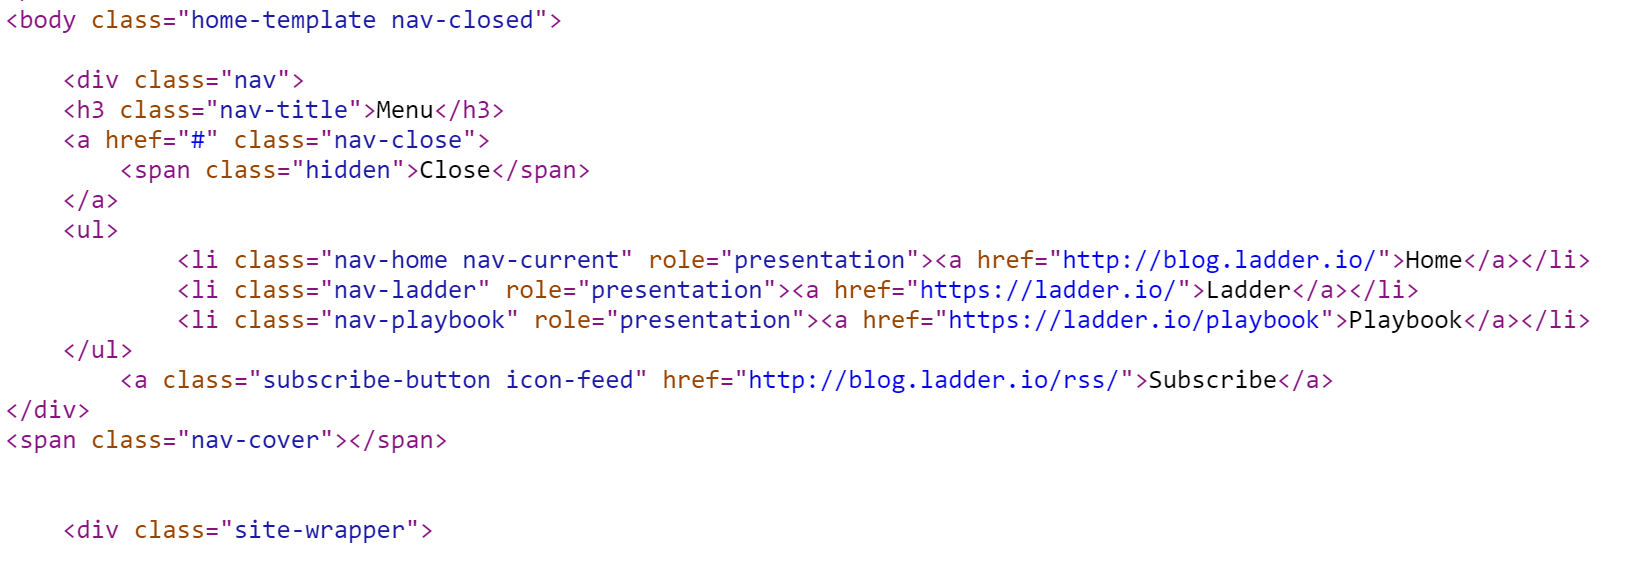 <body class="home-template nav-closed">
<div class="nav">
<h3 class="nav-title">Menu</h3>
<a href="#" class="nav-close">
<span class="hidden">Close</span>
</a>
<ul>
<li class="nav-home nav-current" role="presentation"><a href="http://blog.ladder.io/">Home</a></li>
<li class="nav-ladder" role="presentation"><a href="https://ladder.io/">Ladder</a></li>
<li class="nav-playbook" role="presentation"><a href="https://ladder.io/playbook">Playbook</a></li>
</ul>
<a class="subscribe-button icon-feed" href="http://blog.ladder.io/rss/">Subscribe</a>
</div>
<span class="nav-cover"></span>
<div class="site-wrapper">